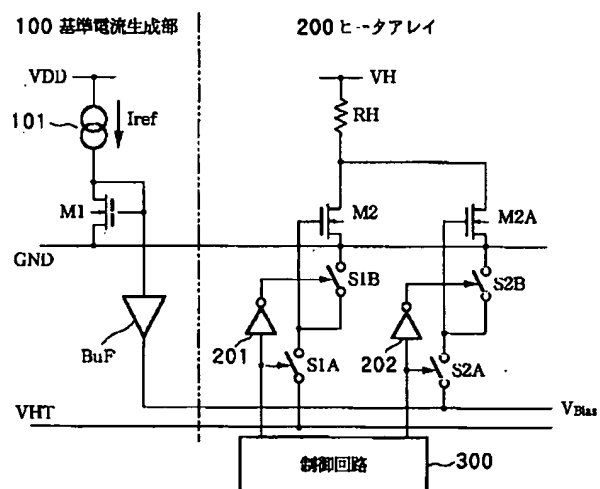 100 基準電流生成部
200 ヒータアレイ
VDD
VH
101
Iref
RH
M1
M2
M2A
GND
S1B
S2B
BuF
201
S1A
202
S2A
VHT
VBias
制御回路
300